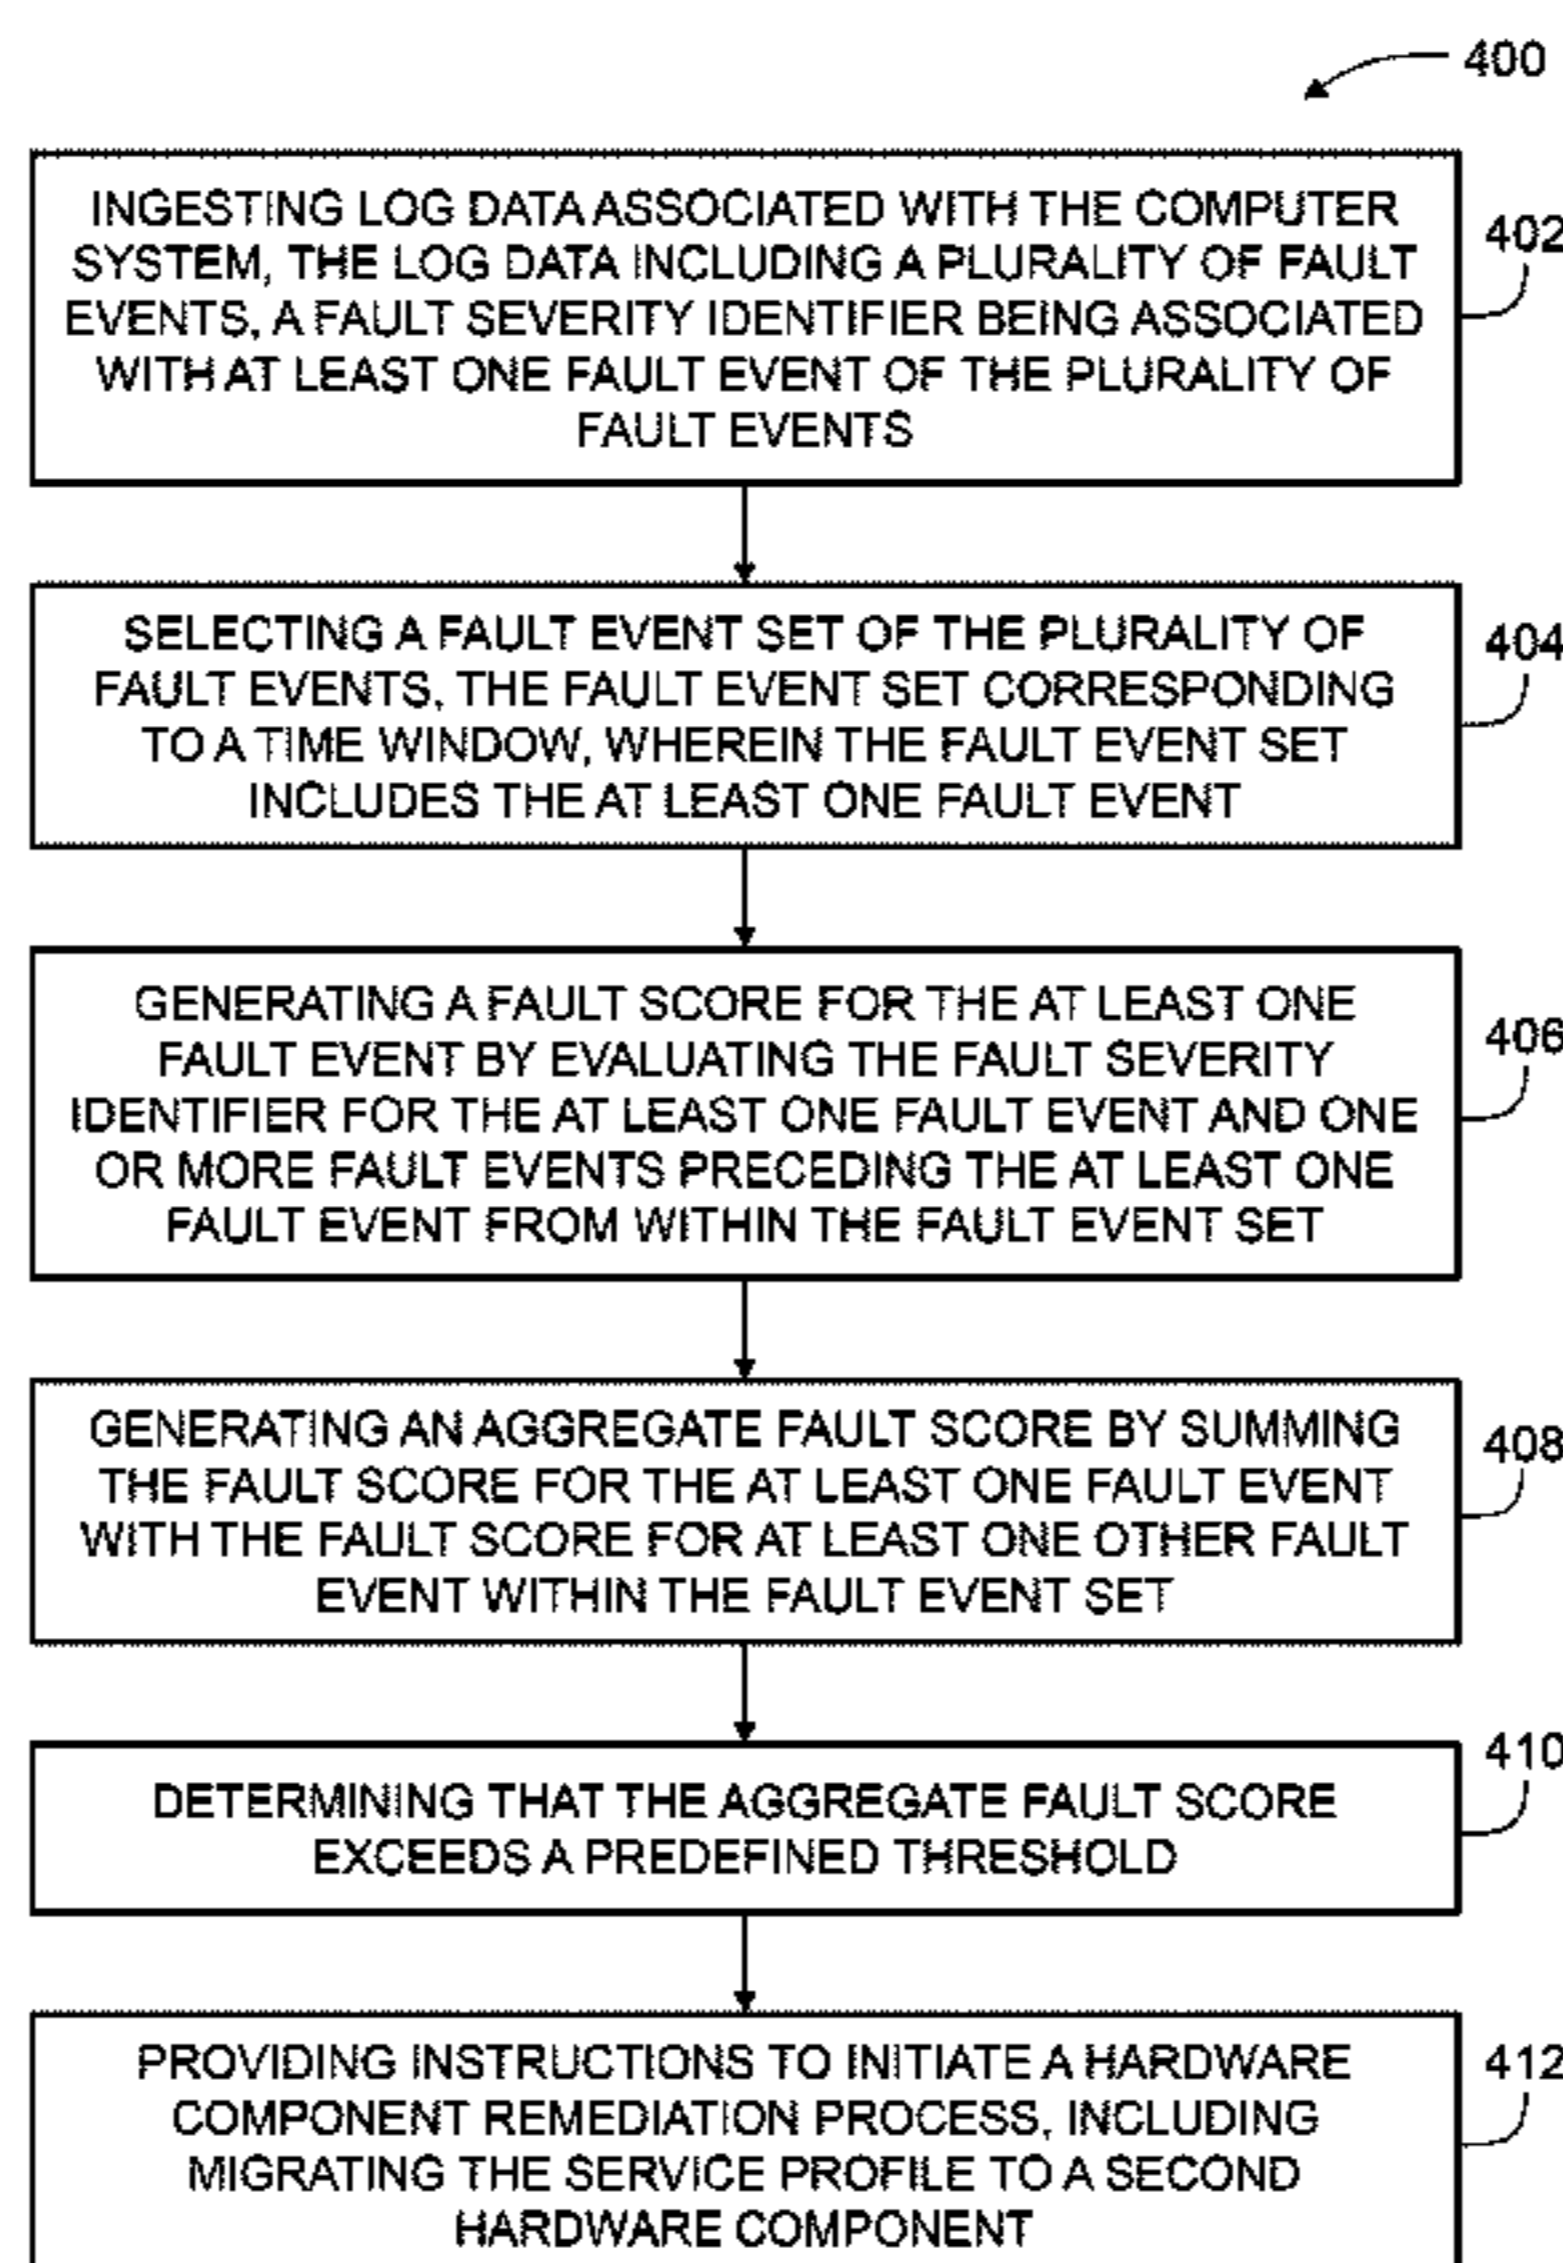 400
INGESTING LOG DATA ASSOCIATED WITH THE COMPUTER
SYSTEM, THE LOG DATA INCLUDING A PLURALITY OF FAULT
EVENTS, A FAULT SEVERITY IDENTIFIER BEING ASSOCIATED
WITH AT LEAST ONE FAULT EVENT OF THE PLURALITY OF
FAULT EVENTS
402
SELECTING A FAULT EVENT SET OF THE PLURALITY OF
FAULT EVENTS, THE FAULT EVENT SET CORRESPONDING
TO A TIME WINDOW, WHEREIN THE FAULT EVENT SET
INCLUDES THE AT LEAST ONE FAULT EVENT
404
GENERATING A FAULT SCORE FOR THE AT LEAST ONE
FAULT EVENT BY EVALUATING THE FAULT SEVERITY
IDENTIFIER FOR THE AT LEAST ONE FAULT EVENT AND ONE
OR MORE FAULT EVENTS PRECEDING THE AT LEAST ONE
FAULT EVENT FROM WITHIN THE FAULT EVENT SET
406
GENERATING AN AGGREGATE FAULT SCORE BY SUMMING
THE FAULT SCORE FOR THE AT LEAST ONE FAULT EVENT
WITH THE FAULT SCORE FOR AT LEAST ONE OTHER FAULT
EVENT WITHIN THE FAULT EVENT SET
408
DETERMINING THAT THE AGGREGATE FAULT SCORE
EXCEEDS A PREDEFINED THRESHOLD
410
PROVIDING INSTRUCTIONS TO INITIATE A HARDWARE
COMPONENT REMEDIATION PROCESS, INCLUDING
MIGRATING THE SERVICE PROFILE TO A SECOND
HARDWARE COMPONENT
412